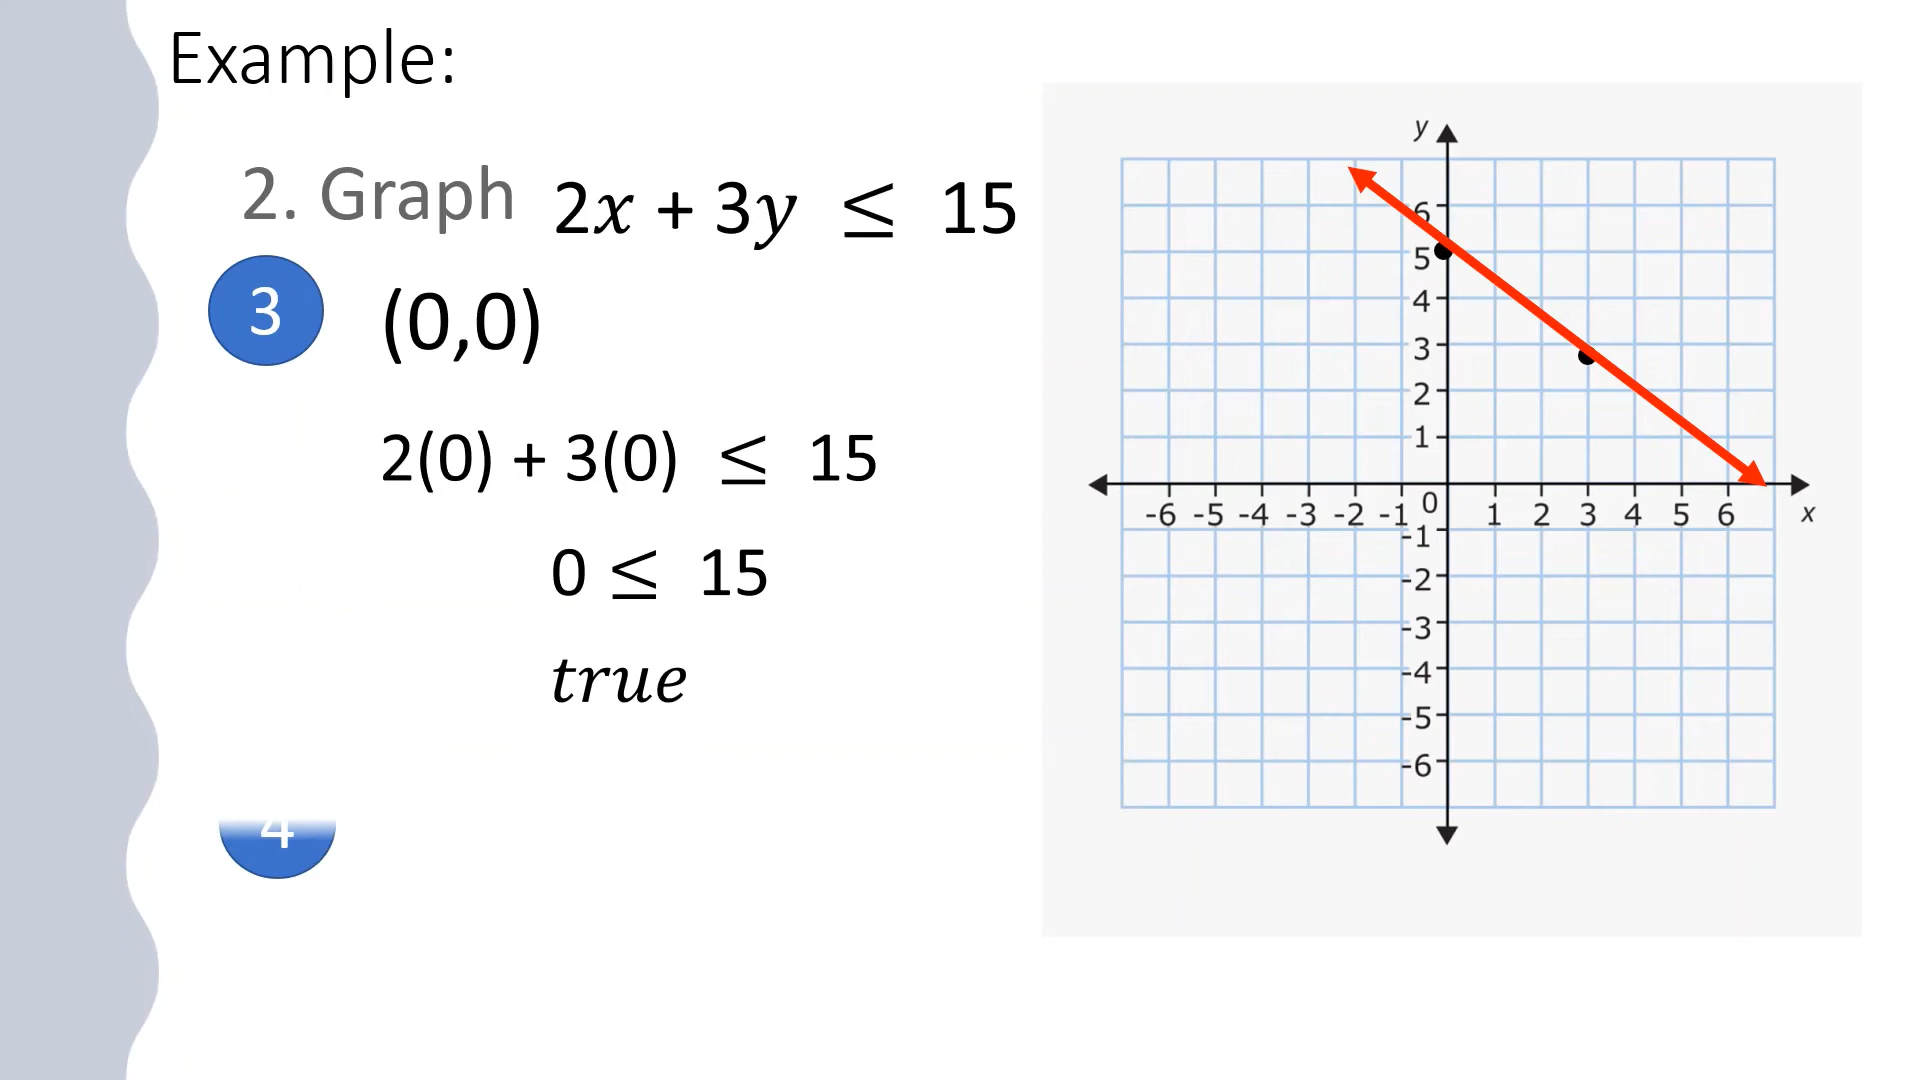 Example:
2. Graph 2x + 3y ≤ 15
3 (0,0)
2(0) + 3(0) ≤ 15
0 ≤ 15
true
4
y
6
5
4
3
2
1
0
-6 -5 -4 -3 -2 -1 1 2 3 4 5 6 x
-1
-2
-3
-4
-5
-6